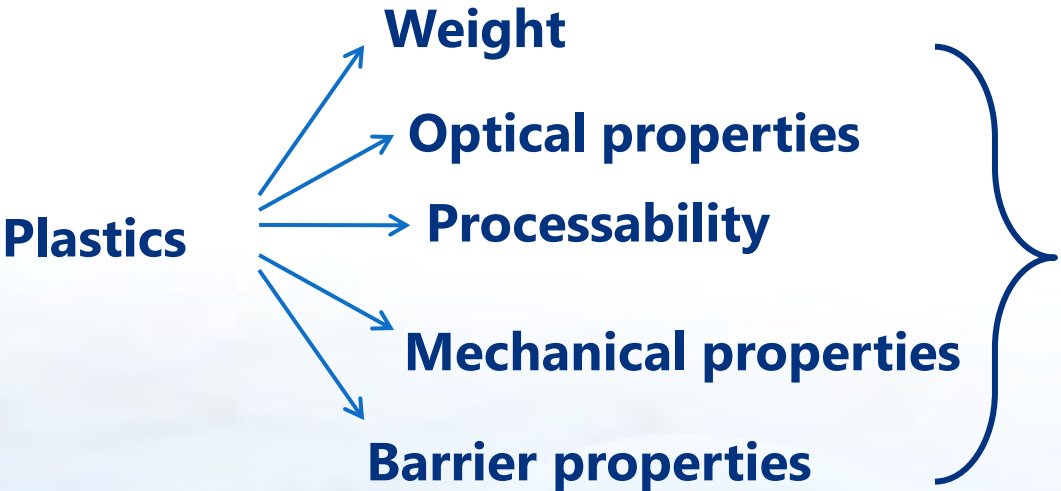 Weight
Optical properties
Processability
Plastics
Mechanical properties
Barrier properties